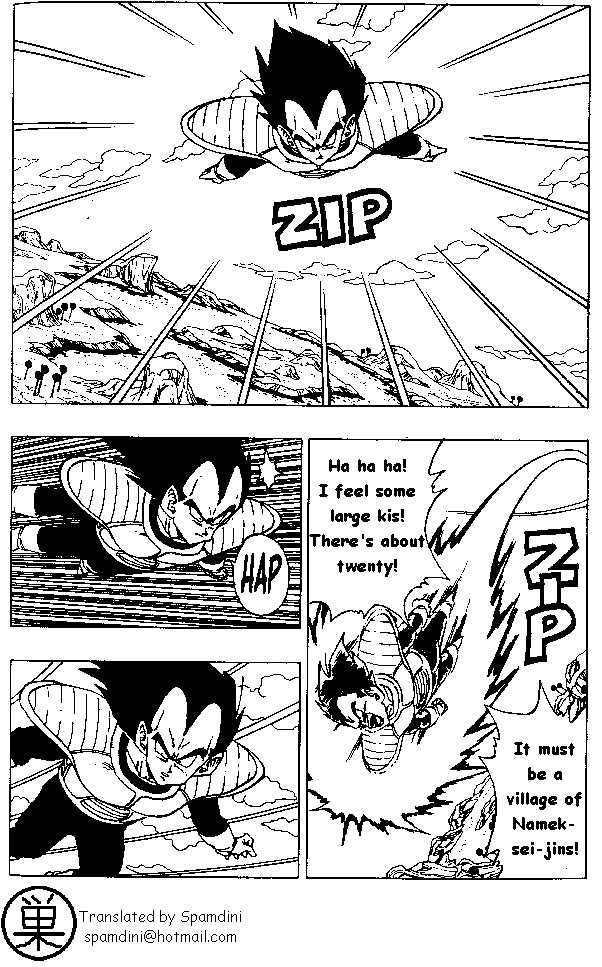 ZIP
HAP
Ha ha ha!
I feel some
large kis!
There's about
twenty!
ZIP
It must
be a
village of
Namek-
sei-jins!
巣
Translated by Spamdini
spamdini@hotmail.com